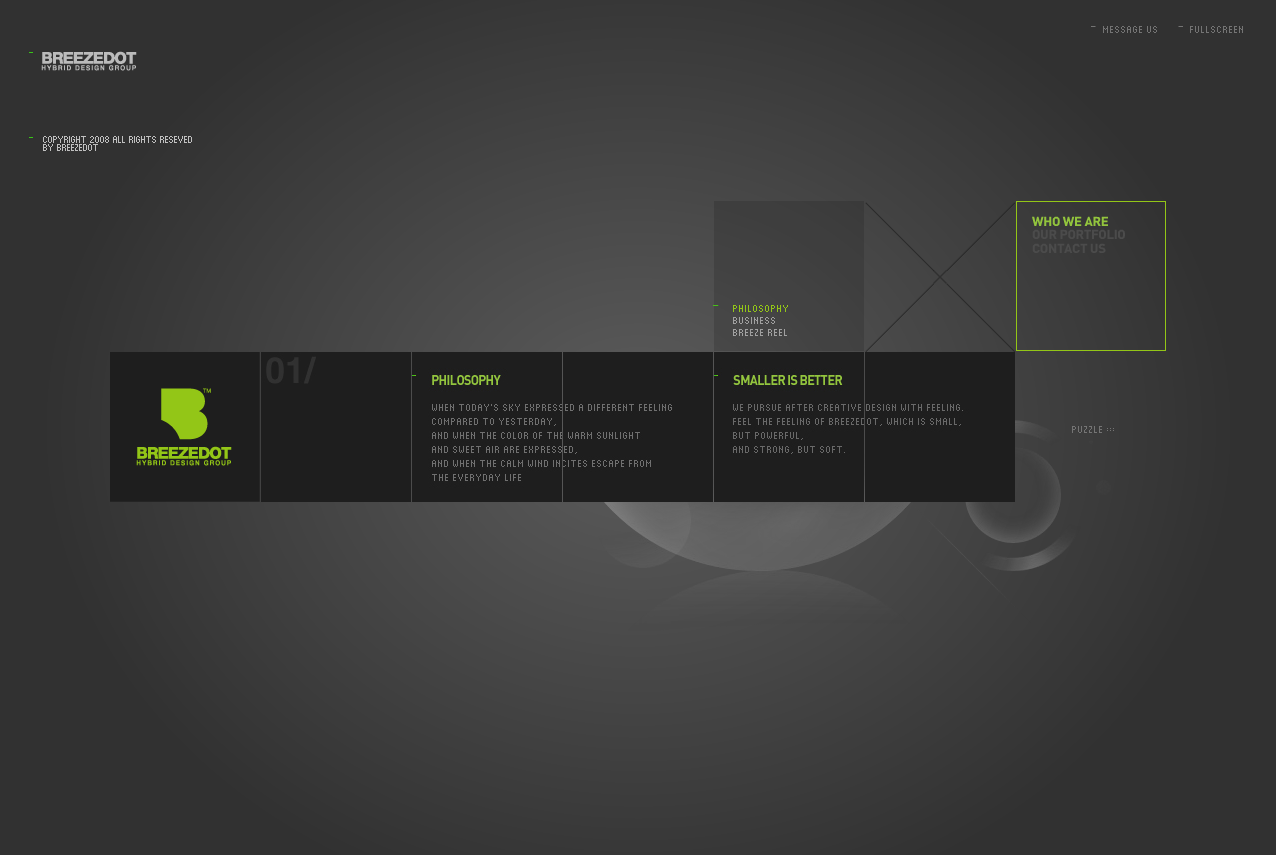 MESSAGE US
FULLSCREEN
BREEZEDOT
HYBRID DESIGN GROUP
COPYRIGHT 2008 ALL RIGHTS RESEVED
BY BREEZEDOT
WHO WE ARE
OUR PORTFOLIO
CONTACT US
PHILOSOPHY
BUSINESS
BREEZE REEL
B™
BREEZEDOT
HYBRID DESIGN GROUP
01/
PHILOSOPHY
WHEN TODAY'S SKY EXPRESSED A DIFFERENT FEELING
COMPARED TO YESTERDAY,
AND WHEN THE COLOR OF THE WARM SUNLIGHT
AND SWEET AIR ARE EXPRESSED,
AND WHEN THE CALM WIND INCITES ESCAPE FROM
THE EVERYDAY LIFE
SMALLER IS BETTER
WE PURSUE AFTER CREATIVE DESIGN WITH FEELING.
FEEL THE FEELING OF BREEZEDOT, WHICH IS SMALL,
BUT POWERFUL,
AND STRONG, BUT SOFT.
PUZZLE :::